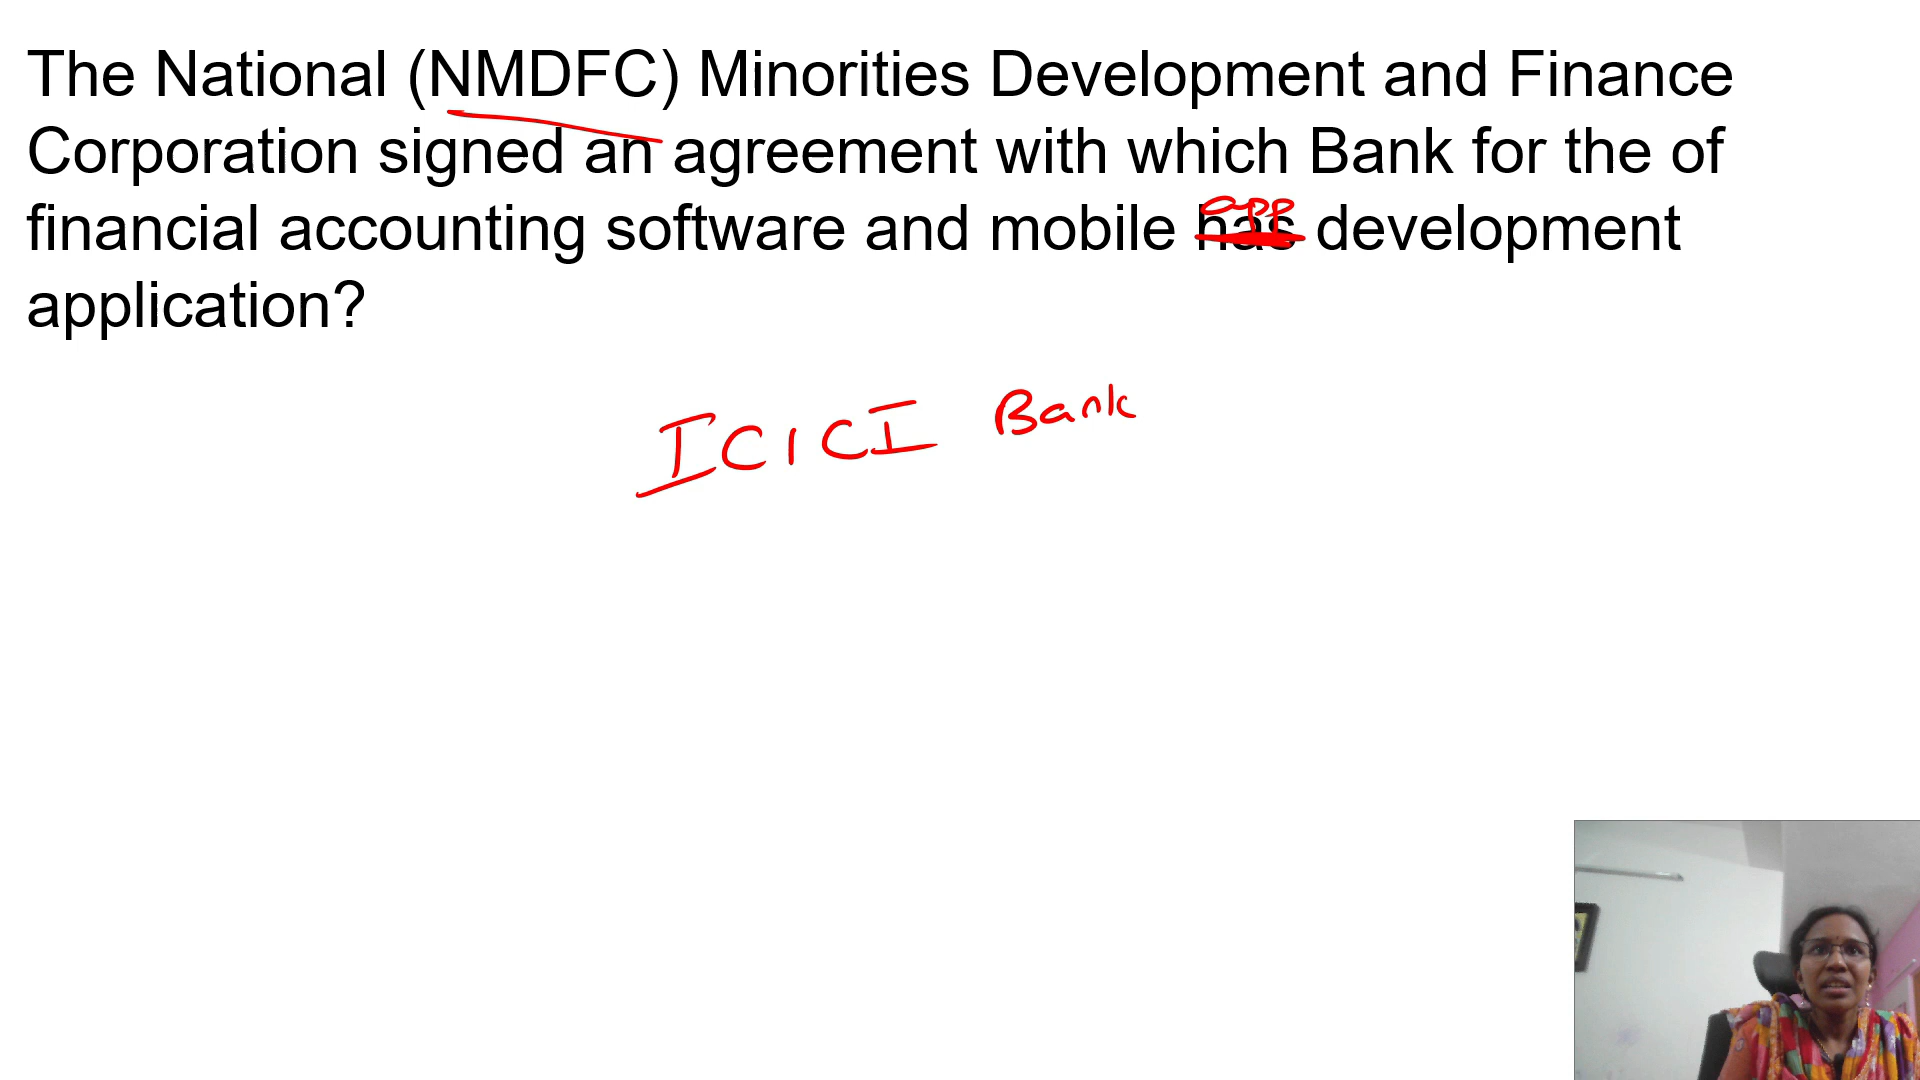 The National (NMDFC) Minorities Development and Finance
Corporation signed an agreement with which Bank for the of
app
financial accounting software and mobile has development
application?
ICICI Bank